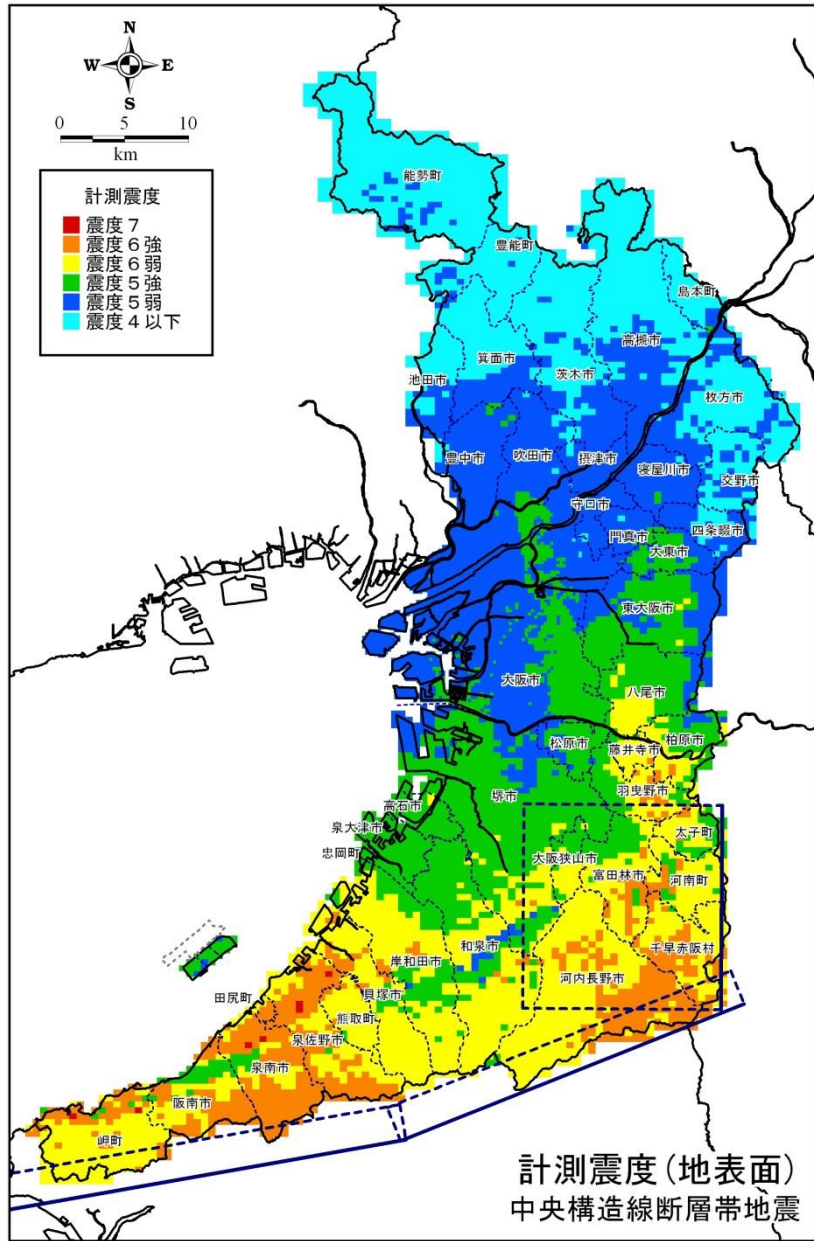 N
W E
S
0 5 10
km
計測震度
震度7
震度6強
震度6弱
震度5強
震度5弱
震度4以下
能勢町
豊能町
島本町
高槻市
箕面市
茨木市
池田市
枚方市
豊中市
吹田市
摂津市
寝屋川市
交野市
守口市
門真市
四条畷市
大東市
東大阪市
大阪市
八尾市
松原市
藤井寺市
柏原市
羽曳野市
堺市
高石市
泉大津市
忠岡町
太子町
大阪狭山市
富田林市
河南町
和泉市
岸和田市
千早赤阪村
河内長野市
貝塚市
田尻町
熊取町
泉佐野市
泉南市
阪南市
岬町
計測震度(地表面)
中央構造線断層帯地震